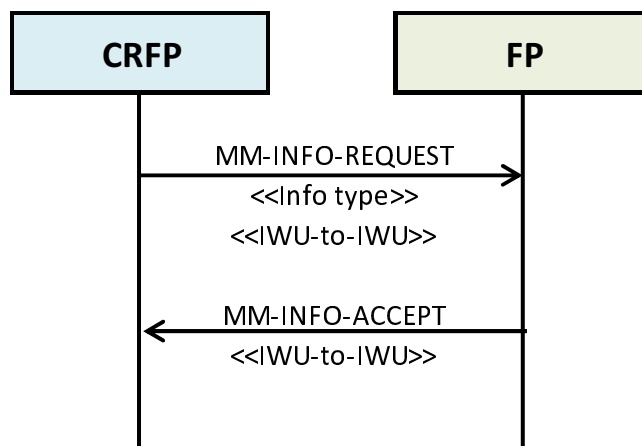 CRFP
FP
MM-INFO-REQUEST
<<Info type>>
<<IWU-to-IWU>>
MM-INFO-ACCEPT
<<IWU-to-IWU>>